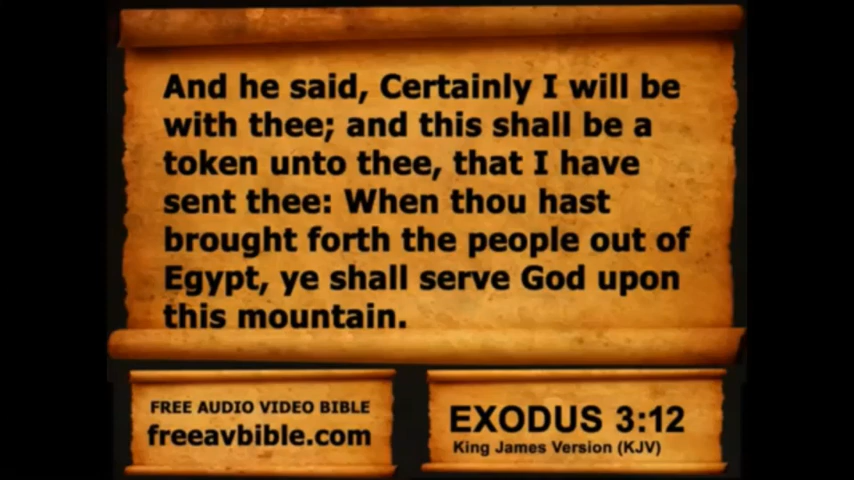 And he said, Certainly I will be
with thee; and this shall be a
token unto thee, that I have
sent thee: When thou hast
brought forth the people out of
Egypt, ye shall serve God upon
this mountain.
FREE AUDIO VIDEO BIBLE
freeavbible.com
EXODUS 3:12
King James Version (KJV)